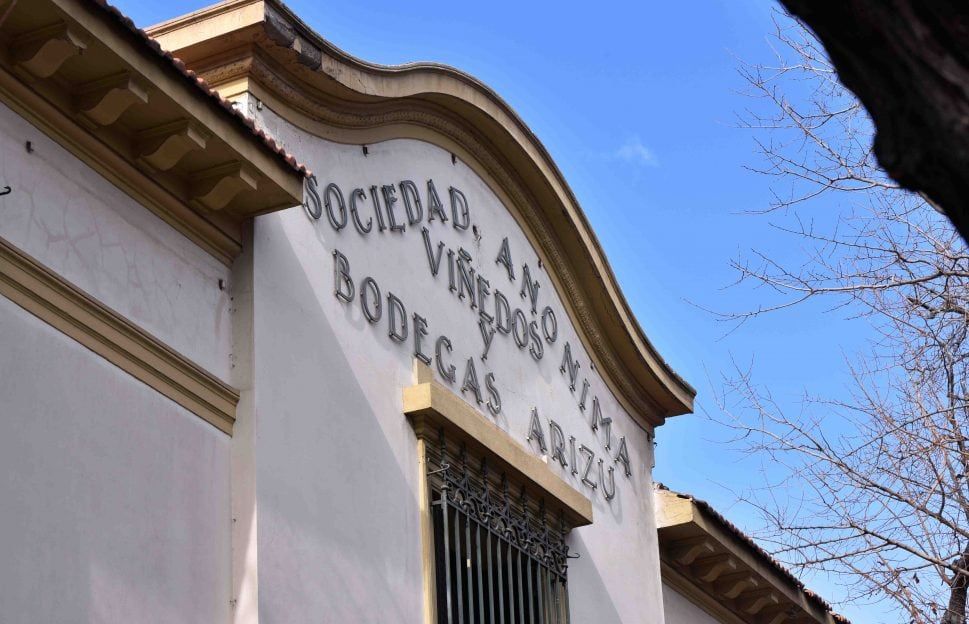 SOCIEDAD. ANONIMA
VIÑEDOS
Y
BODEGAS ARIZU